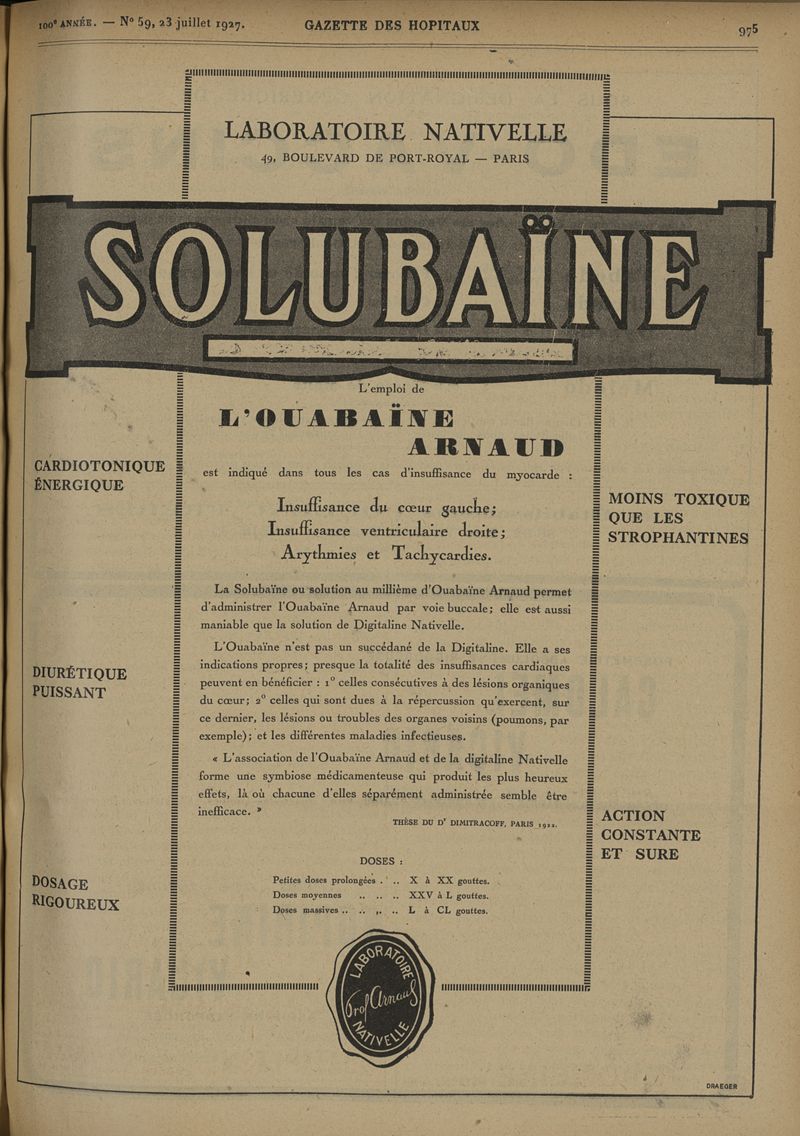 100e ANNÉE. — No 59, 23 juillet 1927.
GAZETTE DES HOPITAUX
975
LABORATOIRE NATIVELLE
49, BOULEVARD DE PORT-ROYAL — PARIS
SOLUBAÏNE
L'emploi de
L'OUABAÏNE
ARNAUD
est indiqué dans tous les cas d'insuffisance du myocarde :
Insuffisance du cœur gauche;
Insuffisance ventriculaire droite;
Arythmies et Tachycardies.
La Solubaïne ou solution au millième d'Ouabaïne Arnaud permet
d'administrer l'Ouabaïne Arnaud par voie buccale; elle est aussi
maniable que la solution de Digitaline Nativelle.
L'Ouabaïne n'est pas un succédané de la Digitaline. Elle a ses
indications propres; presque la totalité des insuffisances cardiaques
peuvent en bénéficier : 1o celles consécutives à des lésions organiques
du cœur; 2o celles qui sont dues à la répercussion qu'exercent, sur
ce dernier, les lésions ou troubles des organes voisins (poumons, par
exemple); et les différentes maladies infectieuses.
« L'association de l'Ouabaïne Arnaud et de la digitaline Nativelle
forme une symbiose médicamenteuse qui produit les plus heureux
effets, là où chacune d'elles séparément administrée semble être
inefficace. »
THÈSE DU Dr DIMITRACOFF, PARIS 1922.
DOSES :
Petites doses prolongées . .. X à XX gouttes.
Doses moyennes .. .. .. XXV à L gouttes.
Doses massives .. .. .. .. L à CL gouttes.
CARDIOTONIQUE
ÉNERGIQUE
DIURÉTIQUE
PUISSANT
DOSAGE
RIGOUREUX
MOINS TOXIQUE
QUE LES
STROPHANTINES
ACTION
CONSTANTE
ET SURE
LABORATOIRE
Prof Arnaud
NATIVELLE
DRAEGER